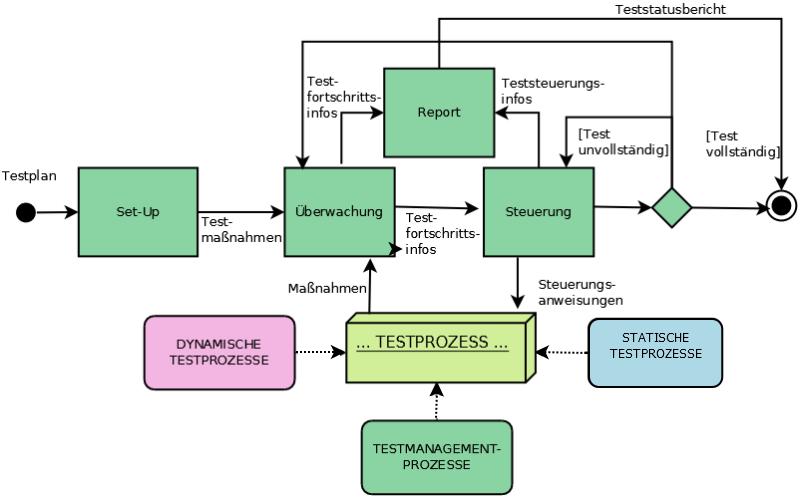 Teststatusbericht
Test-
fortschritts-
infos
Report
Teststeuerungs-
infos
[Test
unvollständig]
[Test
vollständig]
Testplan
Set-Up
Test-
maßnahmen
Überwachung
Test-
fortschritts-
infos
Steuerung
Maßnahmen
Steuerungs-
anweisungen
DYNAMISCHE
TESTPROZESSE
... TESTPROZESS ...
STATISCHE
TESTPROZESSE
TESTMANAGEMENT-
PROZESSE